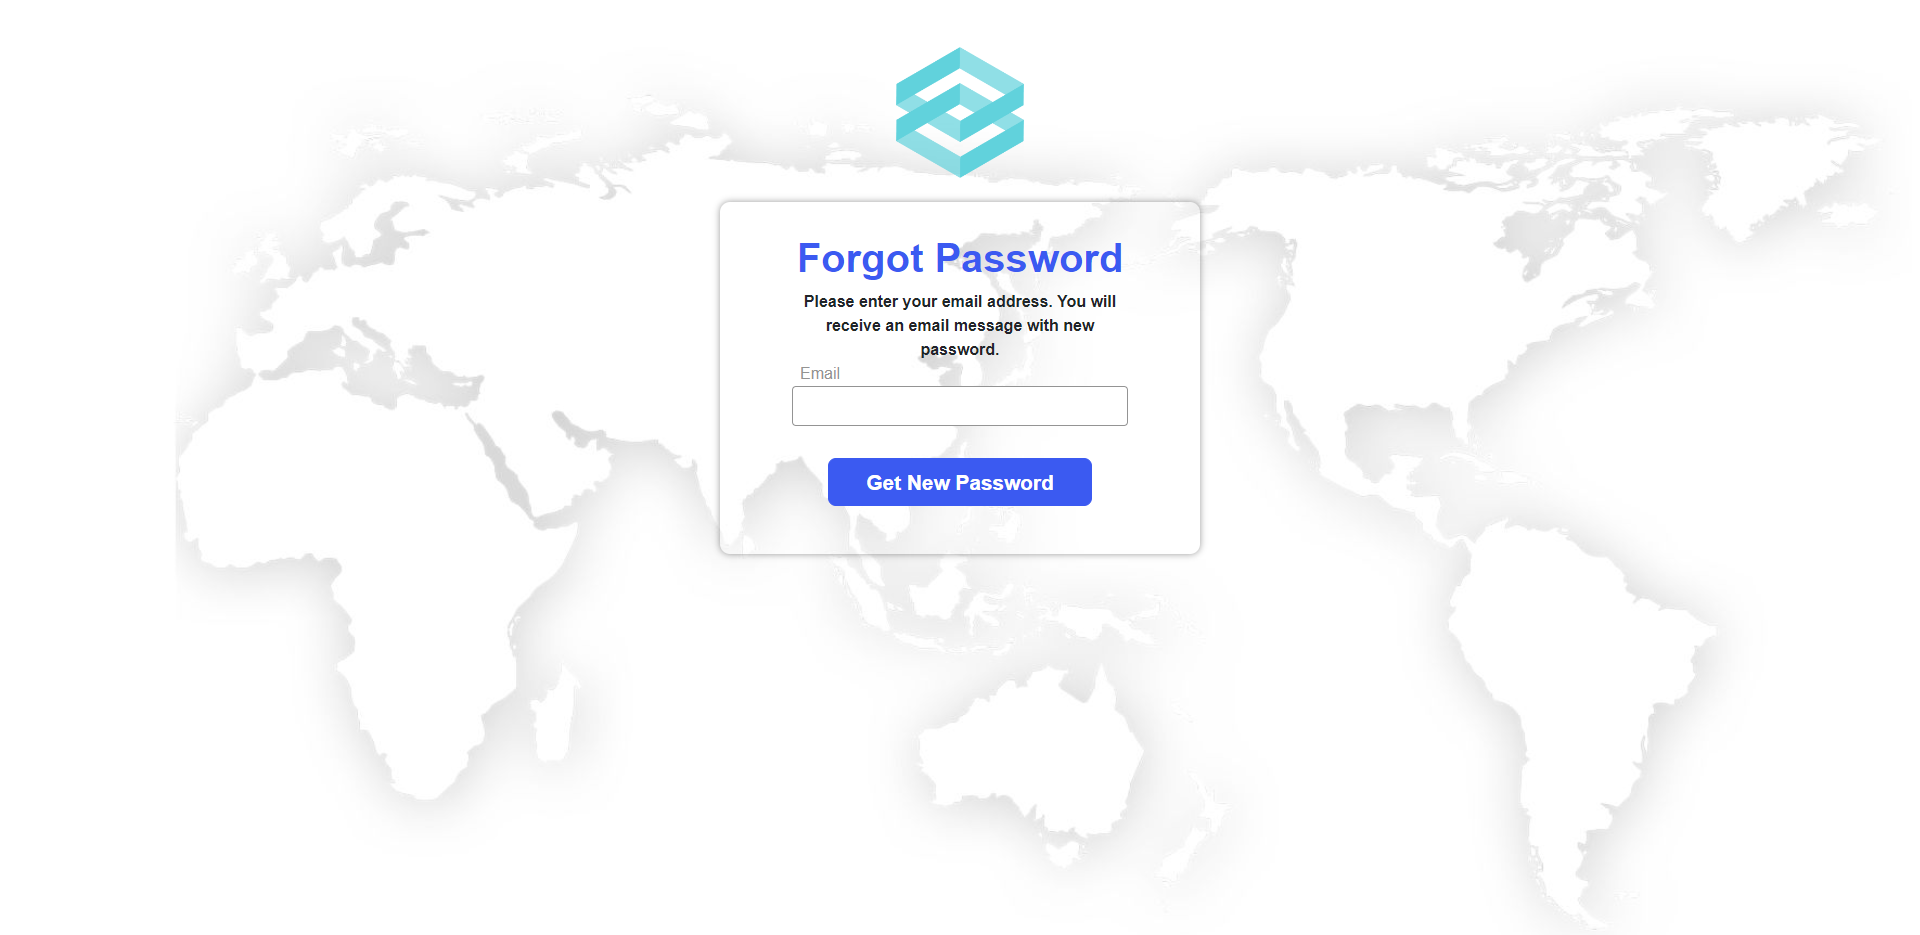 Forgot Password
Please enter your email address. You will
receive an email message with new
password.
Email
Get New Password